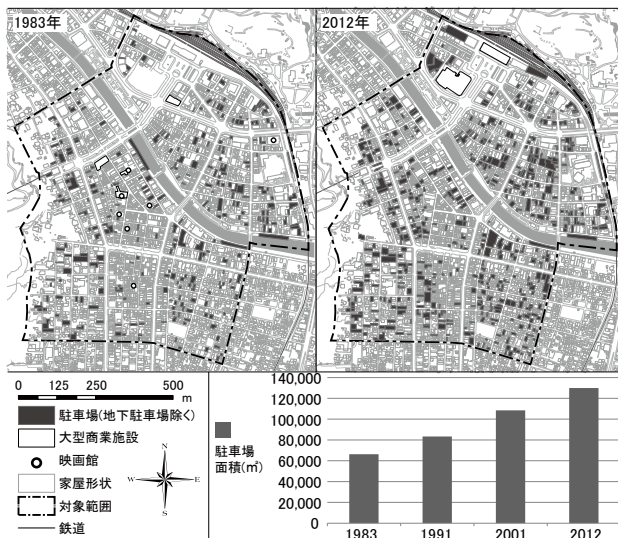 1983年
2012年
0 125 250 500
m
駐車場(地下駐車場除く)
大型商業施設
映画館
家屋形状
対象範囲
鉄道
N
W E
S
駐車場
面積(㎡)
140,000
120,000
100,000
80,000
60,000
40,000
20,000
0
1983 1991 2001 2012